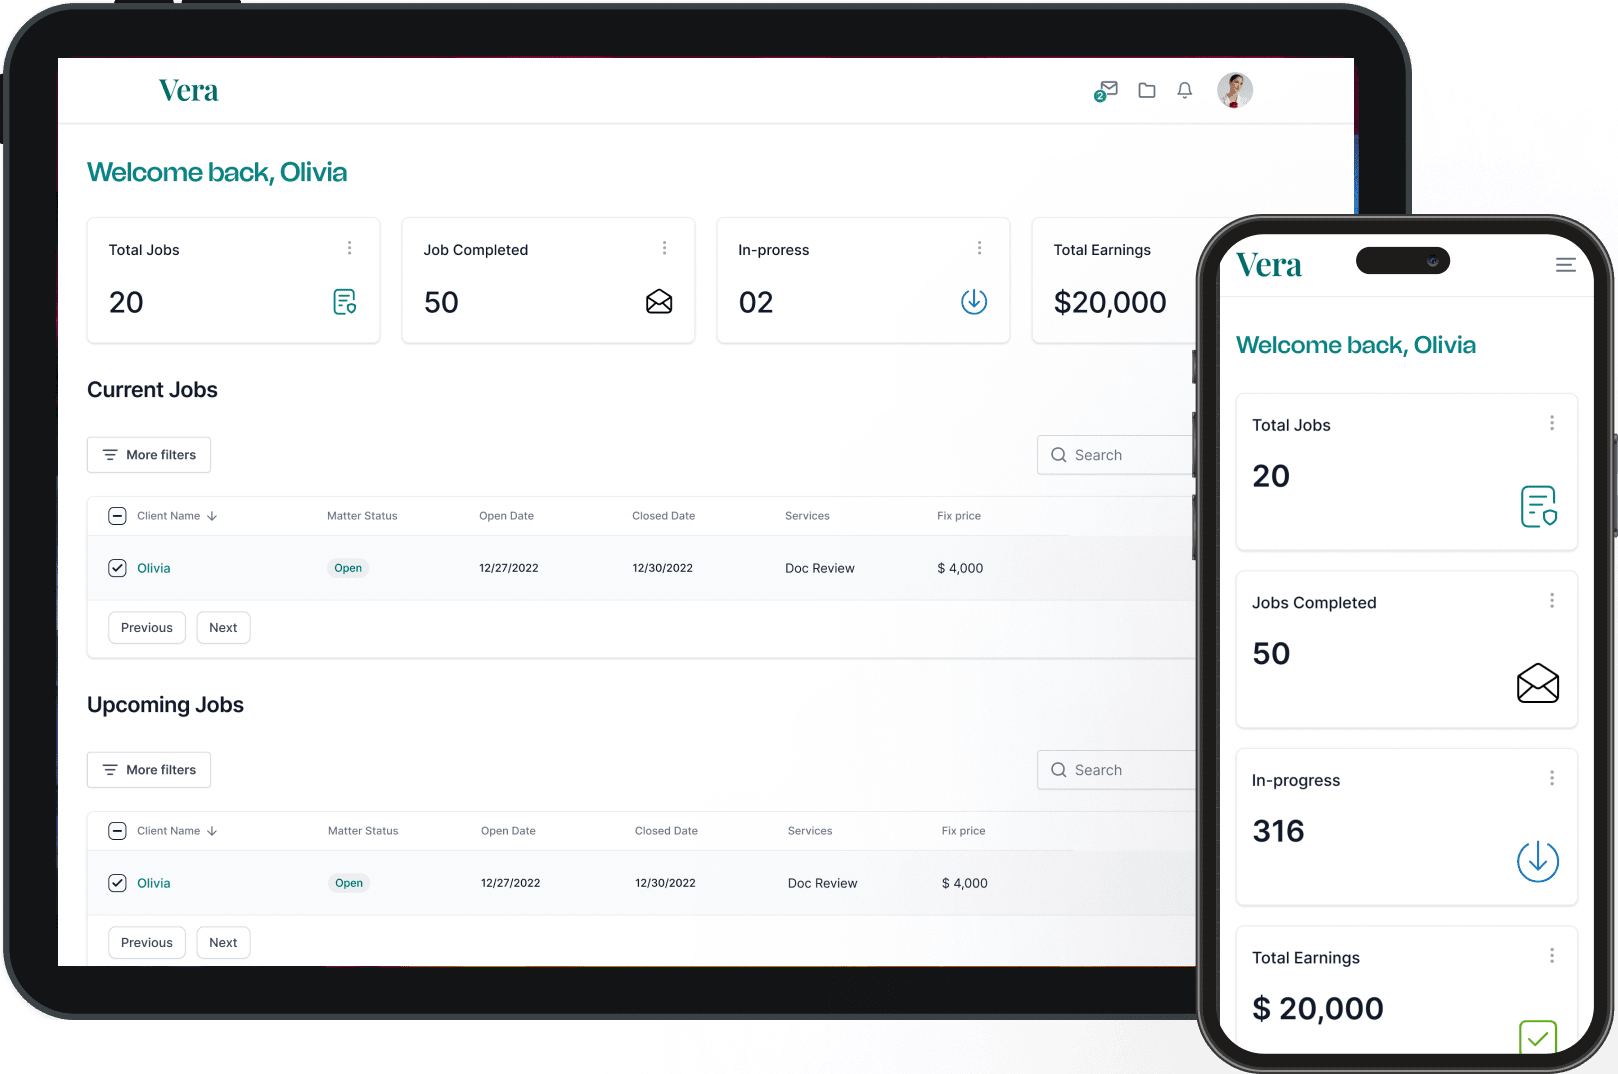 Vera
2
Welcome back, Olivia
Total Jobs
20
Job Completed
50
In-proress
02
Total Earnings
$20,000
Current Jobs
More filters
Search
Client Name Matter Status Open Date Closed Date Services Fix price
Olivia Open 12/27/2022 12/30/2022 Doc Review $ 4,000
Previous Next
Upcoming Jobs
More filters
Search
Client Name Matter Status Open Date Closed Date Services Fix price
Olivia Open 12/27/2022 12/30/2022 Doc Review $ 4,000
Previous Next
Vera
Welcome back, Olivia
Total Jobs
20
Jobs Completed
50
In-progress
316
Total Earnings
$ 20,000